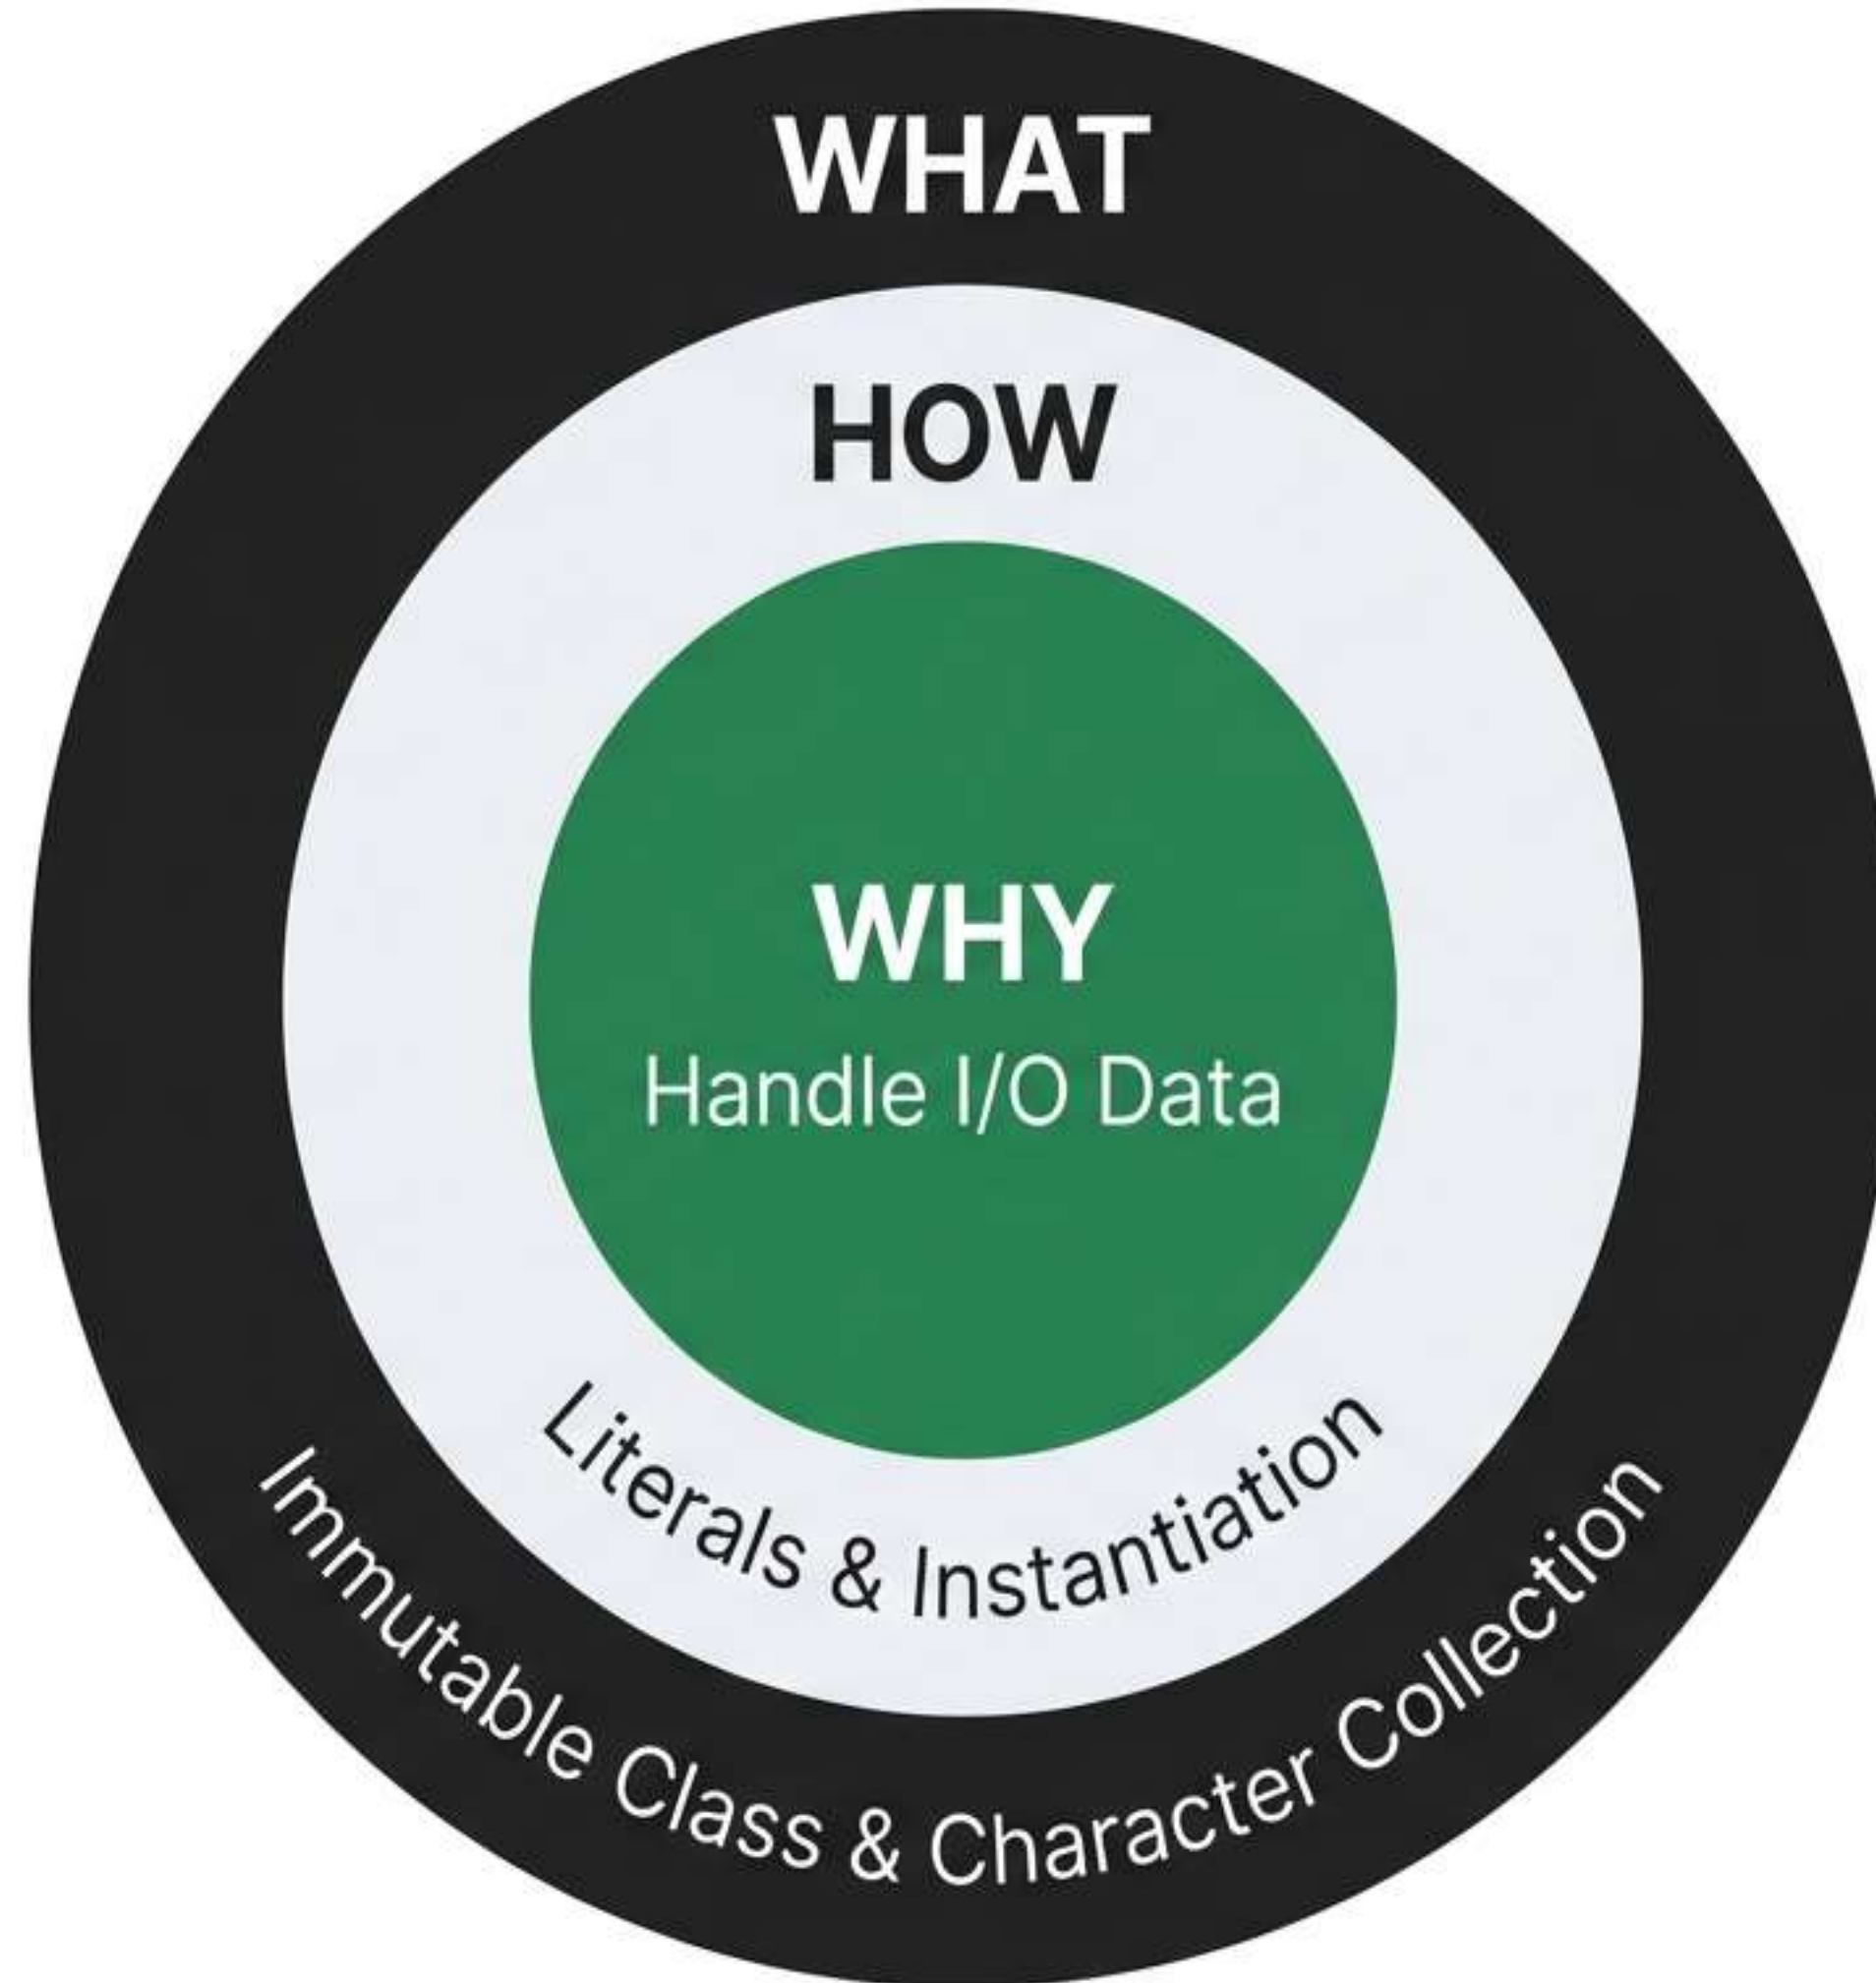 WHAT
HOW
WHY
Handle I/O Data
Literals & Instantiation
Immutable Class & Character Collection